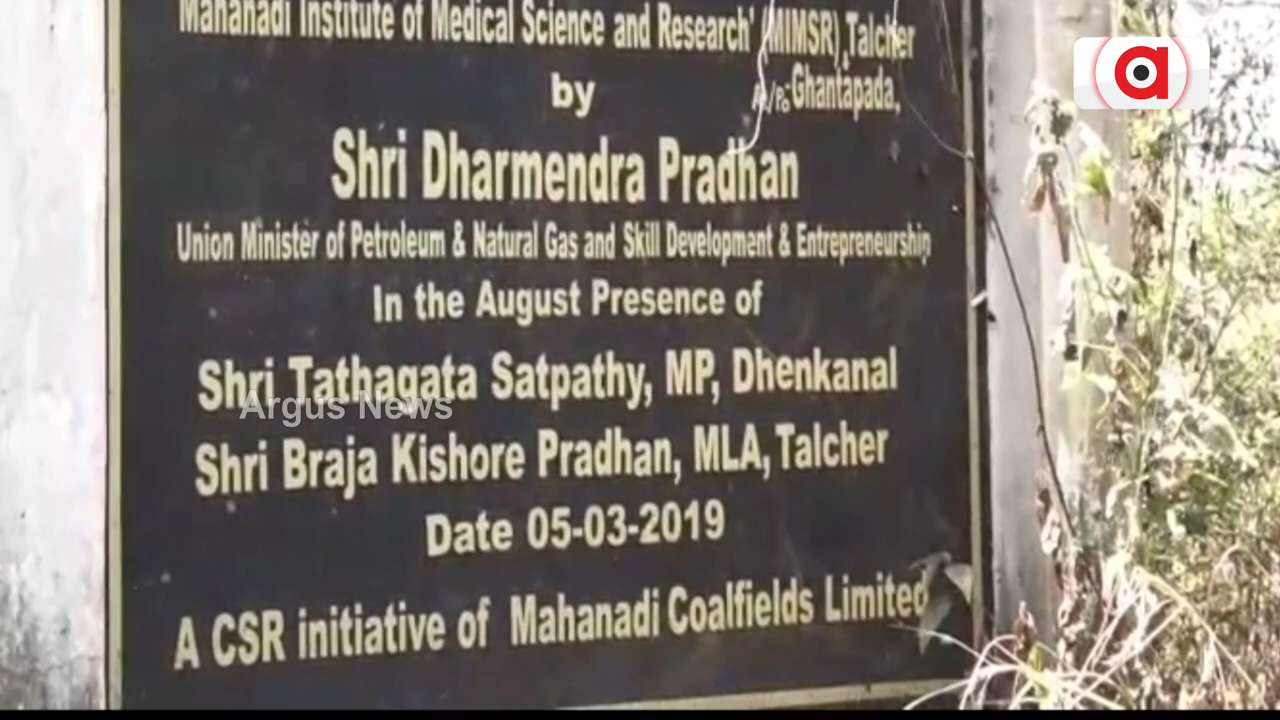 Mahanadi Institute of Medical Science and Research' (MIMSR), Talcher
At/Po-Ghantapada,
by
Shri Dharmendra Pradhan
Union Minister of Petroleum & Natural Gas and Skill Development & Entrepreneurship
In the August Presence of
Shri Tathagata Satpathy, MP, Dhenkanal
Argus News
Shri Braja Kishore Pradhan, MLA, Talcher
Date 05-03-2019
A CSR initiative of Mahanadi Coalfields Limited
a